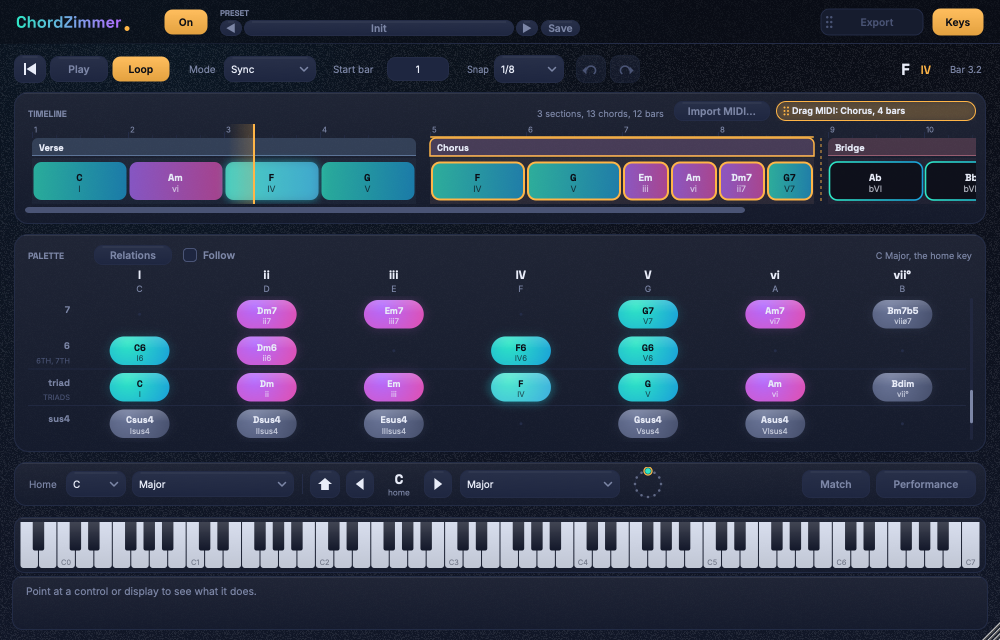 ChordZimmer
On
PRESET
Init
Save
Export
Keys
Play
Loop
Mode
Sync
Start bar
1
Snap
1/8
F IV Bar 3.2
TIMELINE
3 sections, 13 chords, 12 bars
Import MIDI...
Drag MIDI: Chorus, 4 bars
1 2 3 4 5 6 7 8 9 10
Verse Chorus Bridge
C Am F G F G Em Am Dm7 G7 Ab Bb
I vi IV V IV V iii vi ii7 V7 bVI bVI
PALETTE
Relations
Follow
C Major, the home key
I ii iii IV V vi vii°
C D E F G A B
7 Dm7 Em7 G7 Am7 Bm7b5
ii7 iii7 V7 vi7 viiø7
6 C6 Dm6 F6 G6
6TH, 7TH I6 ii6 IV6 V6
triad C Dm Em F G Am Bdim
TRIADS I ii iii IV V vi vii°
sus4 Csus4 Dsus4 Esus4 Gsus4 Asus4
Isus4 IIsus4 IIIsus4 Vsus4 VIsus4
Home
C
Major
C
home
Major
Match
Performance
C0 C1 C2 C3 C4 C5 C6 C7
Point at a control or display to see what it does.